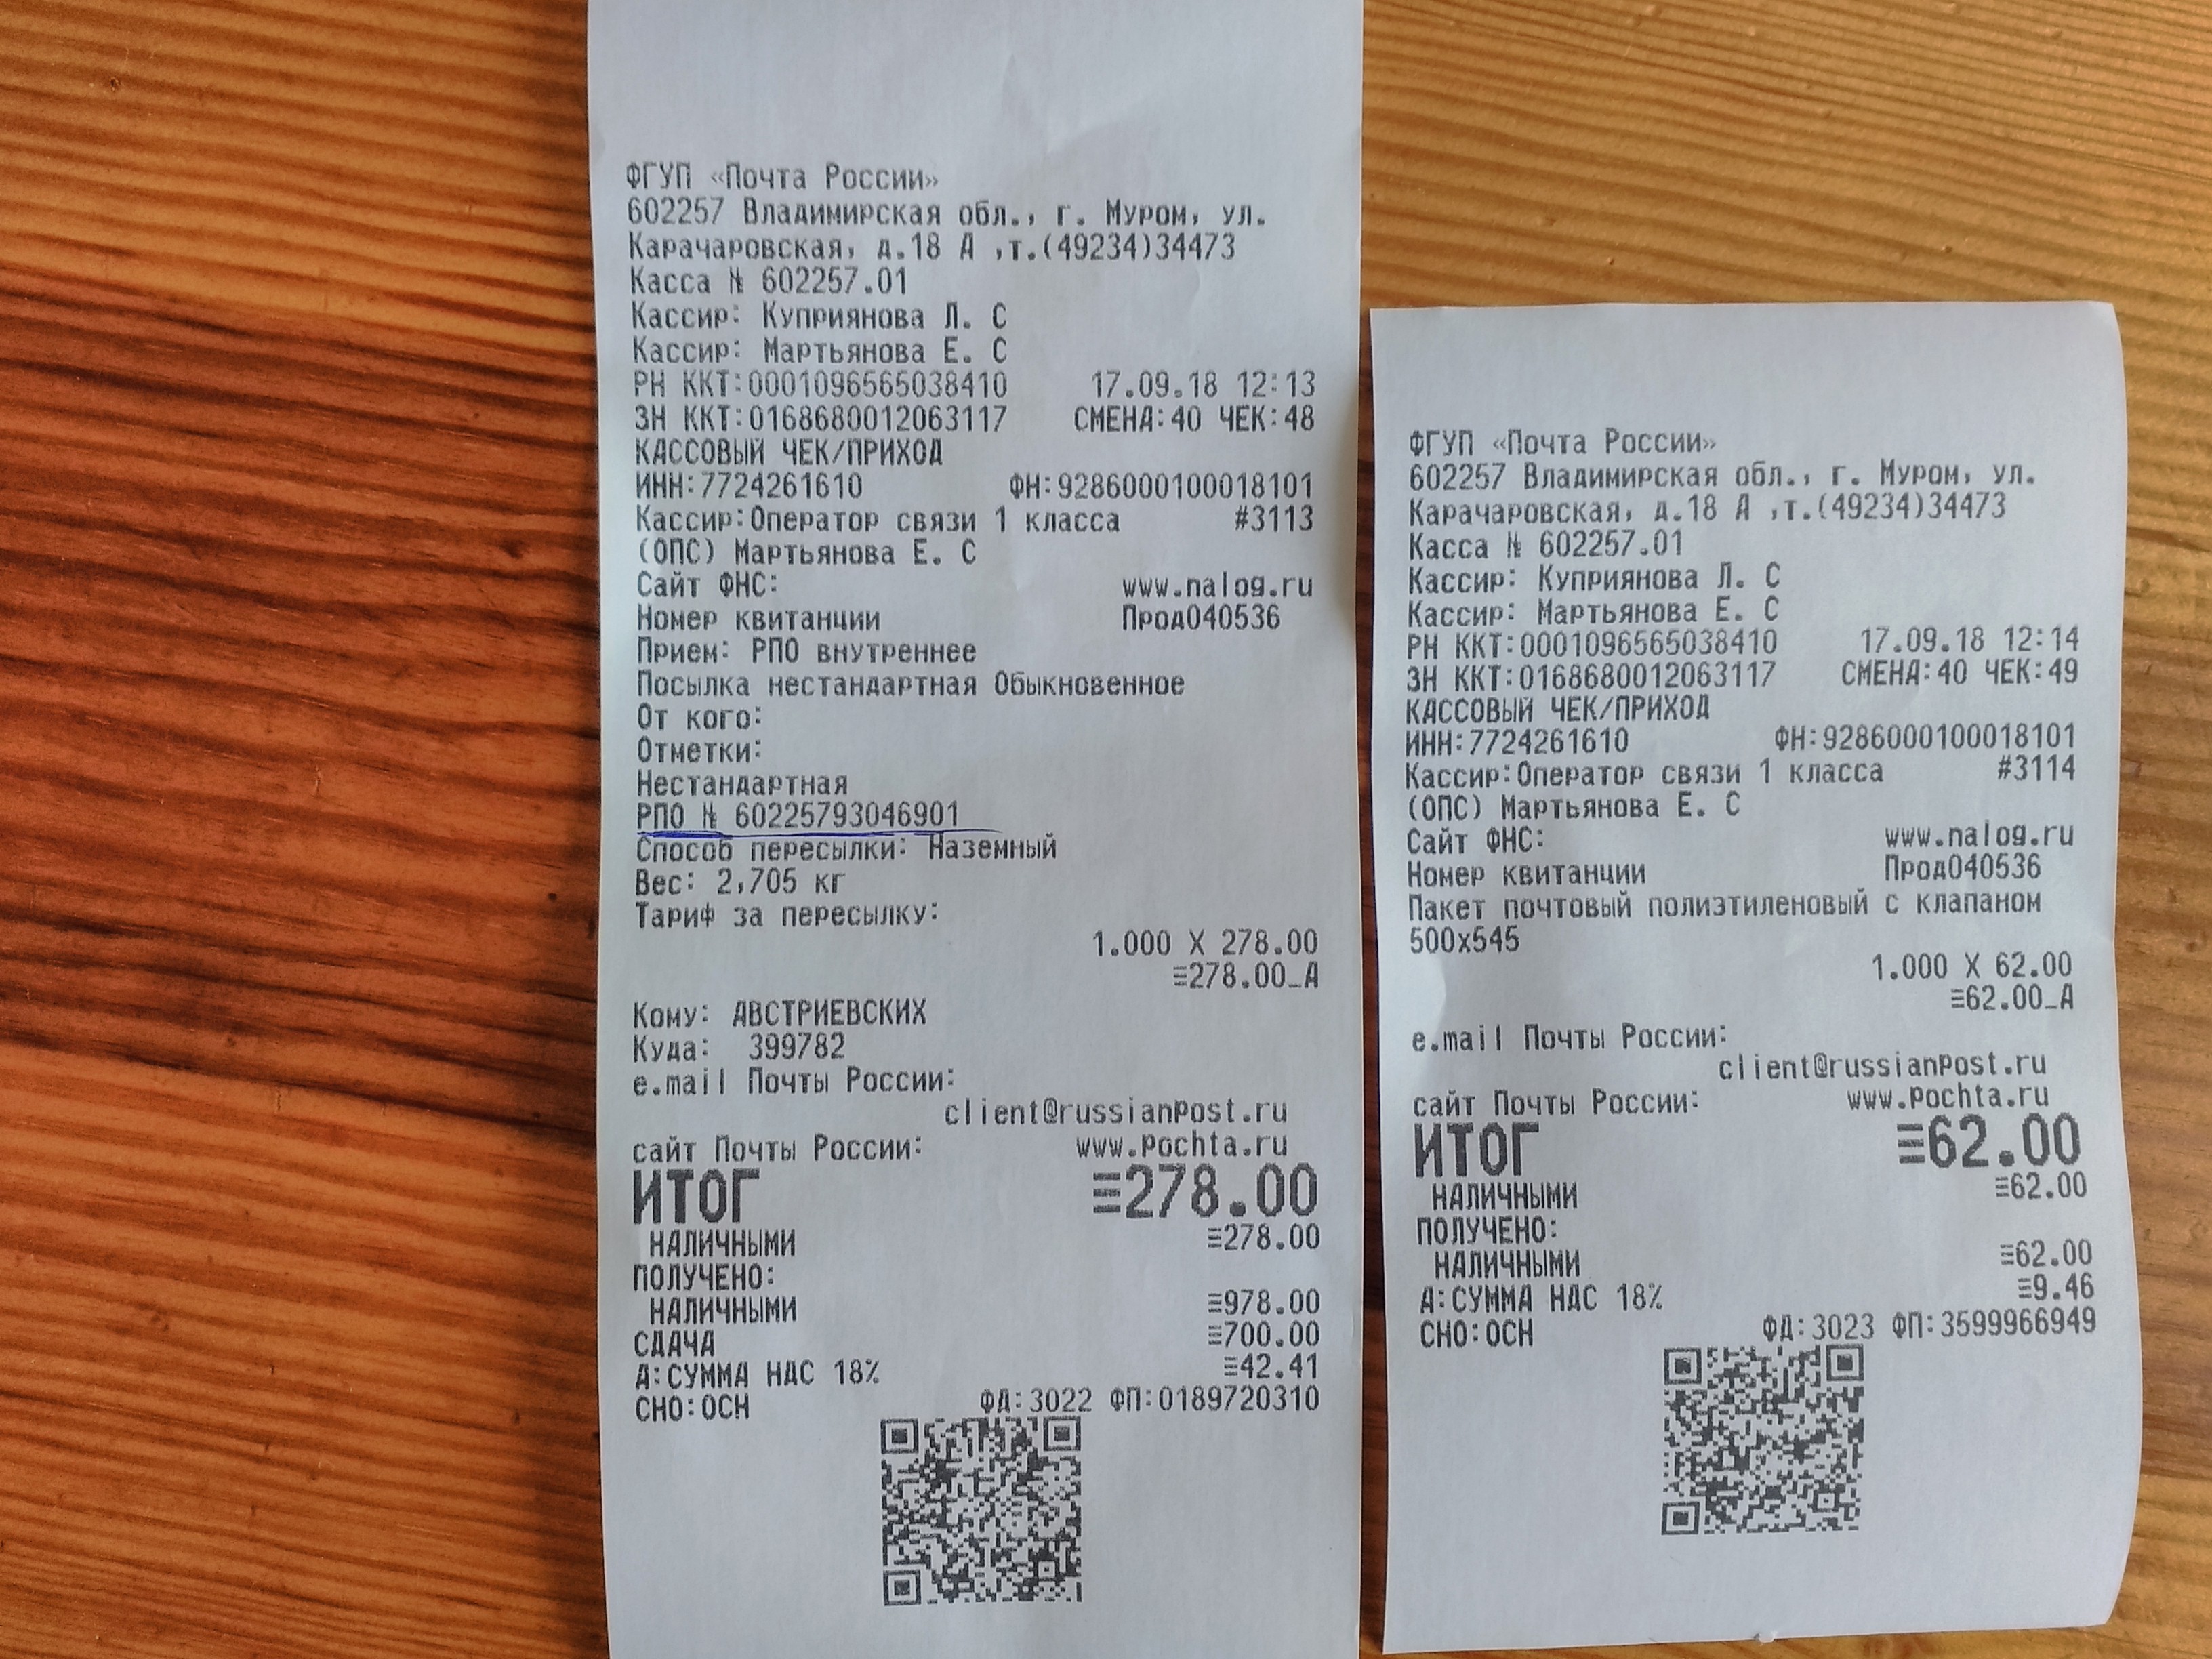 ФГУП «Почта России»
602257 Владимирская обл., г. Муром, ул.
Карачаровская, д.18 А ,т.(49234)34473
Касса № 602257.01
Кассир: Куприянова Л. С
Кассир: Мартьянова Е. С
РН ККТ:0001096565038410 17.09.18 12:13
ЗН ККТ:0168680012063117 СМЕНА:40 ЧЕК:48
КАССОВЫЙ ЧЕК/ПРИХОД
ИНН:7724261610 ФН:9286000100018101
Кассир:Оператор связи 1 класса #3113
(ОПС) Мартьянова Е. С
Сайт ФНС: www.nalog.ru
Номер квитанции Прод040536
Прием: РПО внутреннее
Посылка нестандартная Обыкновенное
От кого:
Отметки:
Нестандартная
РПО № 60225793046901
Способ пересылки: Наземный
Вес: 2,705 кг
Тариф за пересылку:
1.000 X 278.00
≡278.00_А
Кому: АВСТРИЕВСКИХ
Куда: 399782
e.mail Почты России:
client@russianpost.ru
сайт Почты России: www.pochta.ru
ИТОГ ≡278.00
НАЛИЧНЫМИ ≡278.00
ПОЛУЧЕНО:
НАЛИЧНЫМИ ≡978.00
СДАЧА ≡700.00
А:СУММА НДС 18% ≡42.41
СНО:ОСН ФД:3022 ФП:0189720310
ФГУП «Почта России»
602257 Владимирская обл., г. Муром, ул.
Карачаровская, д.18 А ,т.(49234)34473
Касса № 602257.01
Кассир: Куприянова Л. С
Кассир: Мартьянова Е. С
РН ККТ:0001096565038410 17.09.18 12:14
ЗН ККТ:0168680012063117 СМЕНА:40 ЧЕК:49
КАССОВЫЙ ЧЕК/ПРИХОД
ИНН:7724261610 ФН:9286000100018101
Кассир:Оператор связи 1 класса #3114
(ОПС) Мартьянова Е. С
Сайт ФНС: www.nalog.ru
Номер квитанции Прод040536
Пакет почтовый полиэтиленовый с клапаном
500x545
1.000 X 62.00
≡62.00_А
e.mail Почты России:
client@russianpost.ru
сайт Почты России: www.pochta.ru
ИТОГ ≡62.00
НАЛИЧНЫМИ ≡62.00
ПОЛУЧЕНО:
НАЛИЧНЫМИ ≡62.00
А:СУММА НДС 18% ≡9.46
СНО:ОСН ФД:3023 ФП:3599966949